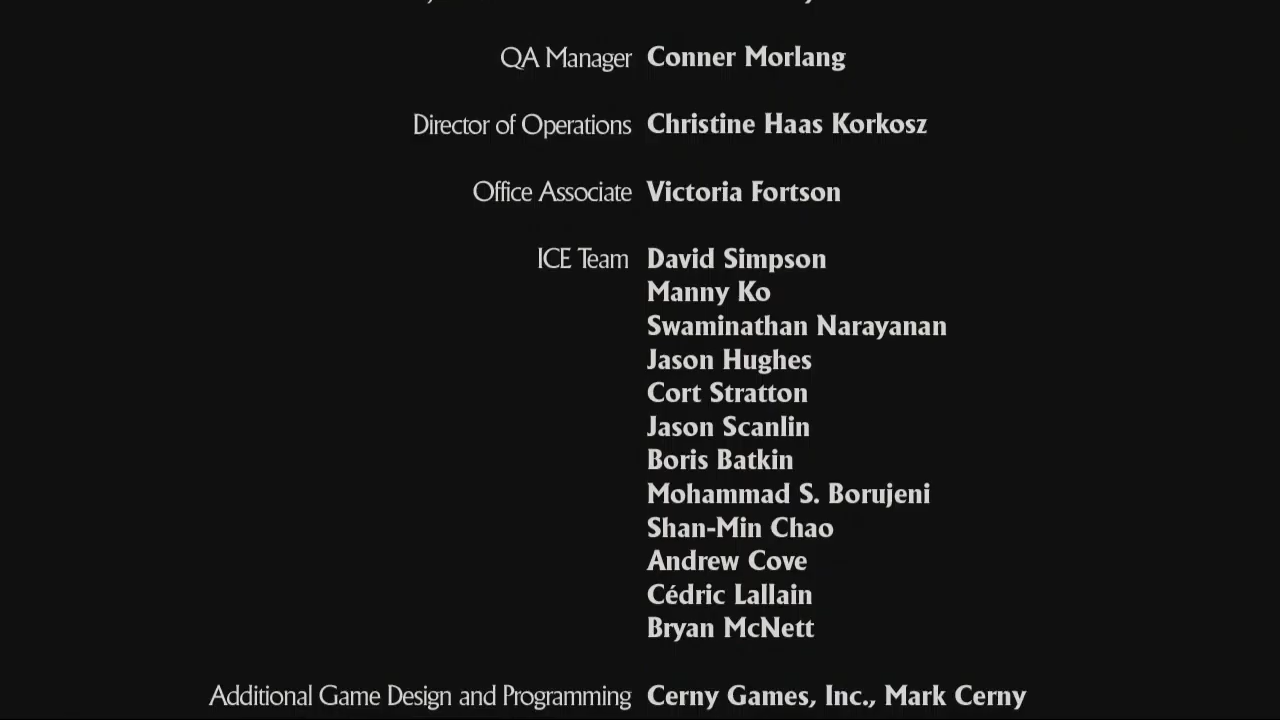 QA Manager Conner Morlang
Director of Operations Christine Haas Korkosz
Office Associate Victoria Fortson
ICE Team David Simpson
Manny Ko
Swaminathan Narayanan
Jason Hughes
Cort Stratton
Jason Scanlin
Boris Batkin
Mohammad S. Borujeni
Shan-Min Chao
Andrew Cove
Cédric Lallain
Bryan McNett
Additional Game Design and Programming Cerny Games, Inc., Mark Cerny